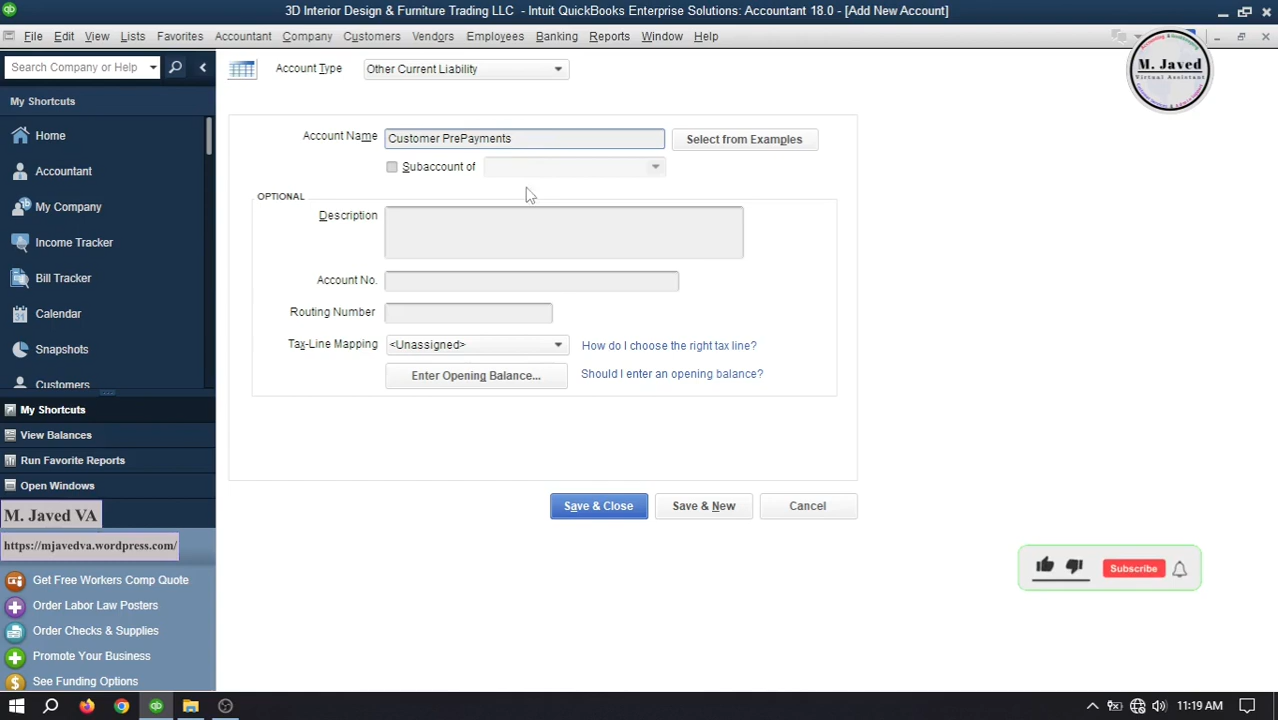 3D Interior Design & Furniture Trading LLC - Intuit QuickBooks Enterprise Solutions: Accountant 18.0 - [Add New Account]
File Edit View Lists Favorites Accountant Company Customers Vendors Employees Banking Reports Window Help
Search Company or Help
Account Type Other Current Liability
M. Javed
Virtual Assistant
My Shortcuts
Home
Accountant
My Company
Income Tracker
Bill Tracker
Calendar
Snapshots
Customers
Account Name Customer PrePayments Select from Examples
Subaccount of
OPTIONAL
Description
Account No.
Routing Number
Tax-Line Mapping <Unassigned> How do I choose the right tax line?
Enter Opening Balance... Should I enter an opening balance?
My Shortcuts
View Balances
Run Favorite Reports
Open Windows
Save & Close Save & New Cancel
M. Javed VA
https://mjavedva.wordpress.com/
Subscribe
Get Free Workers Comp Quote
Order Labor Law Posters
Order Checks & Supplies
Promote Your Business
See Funding Options
11:19 AM